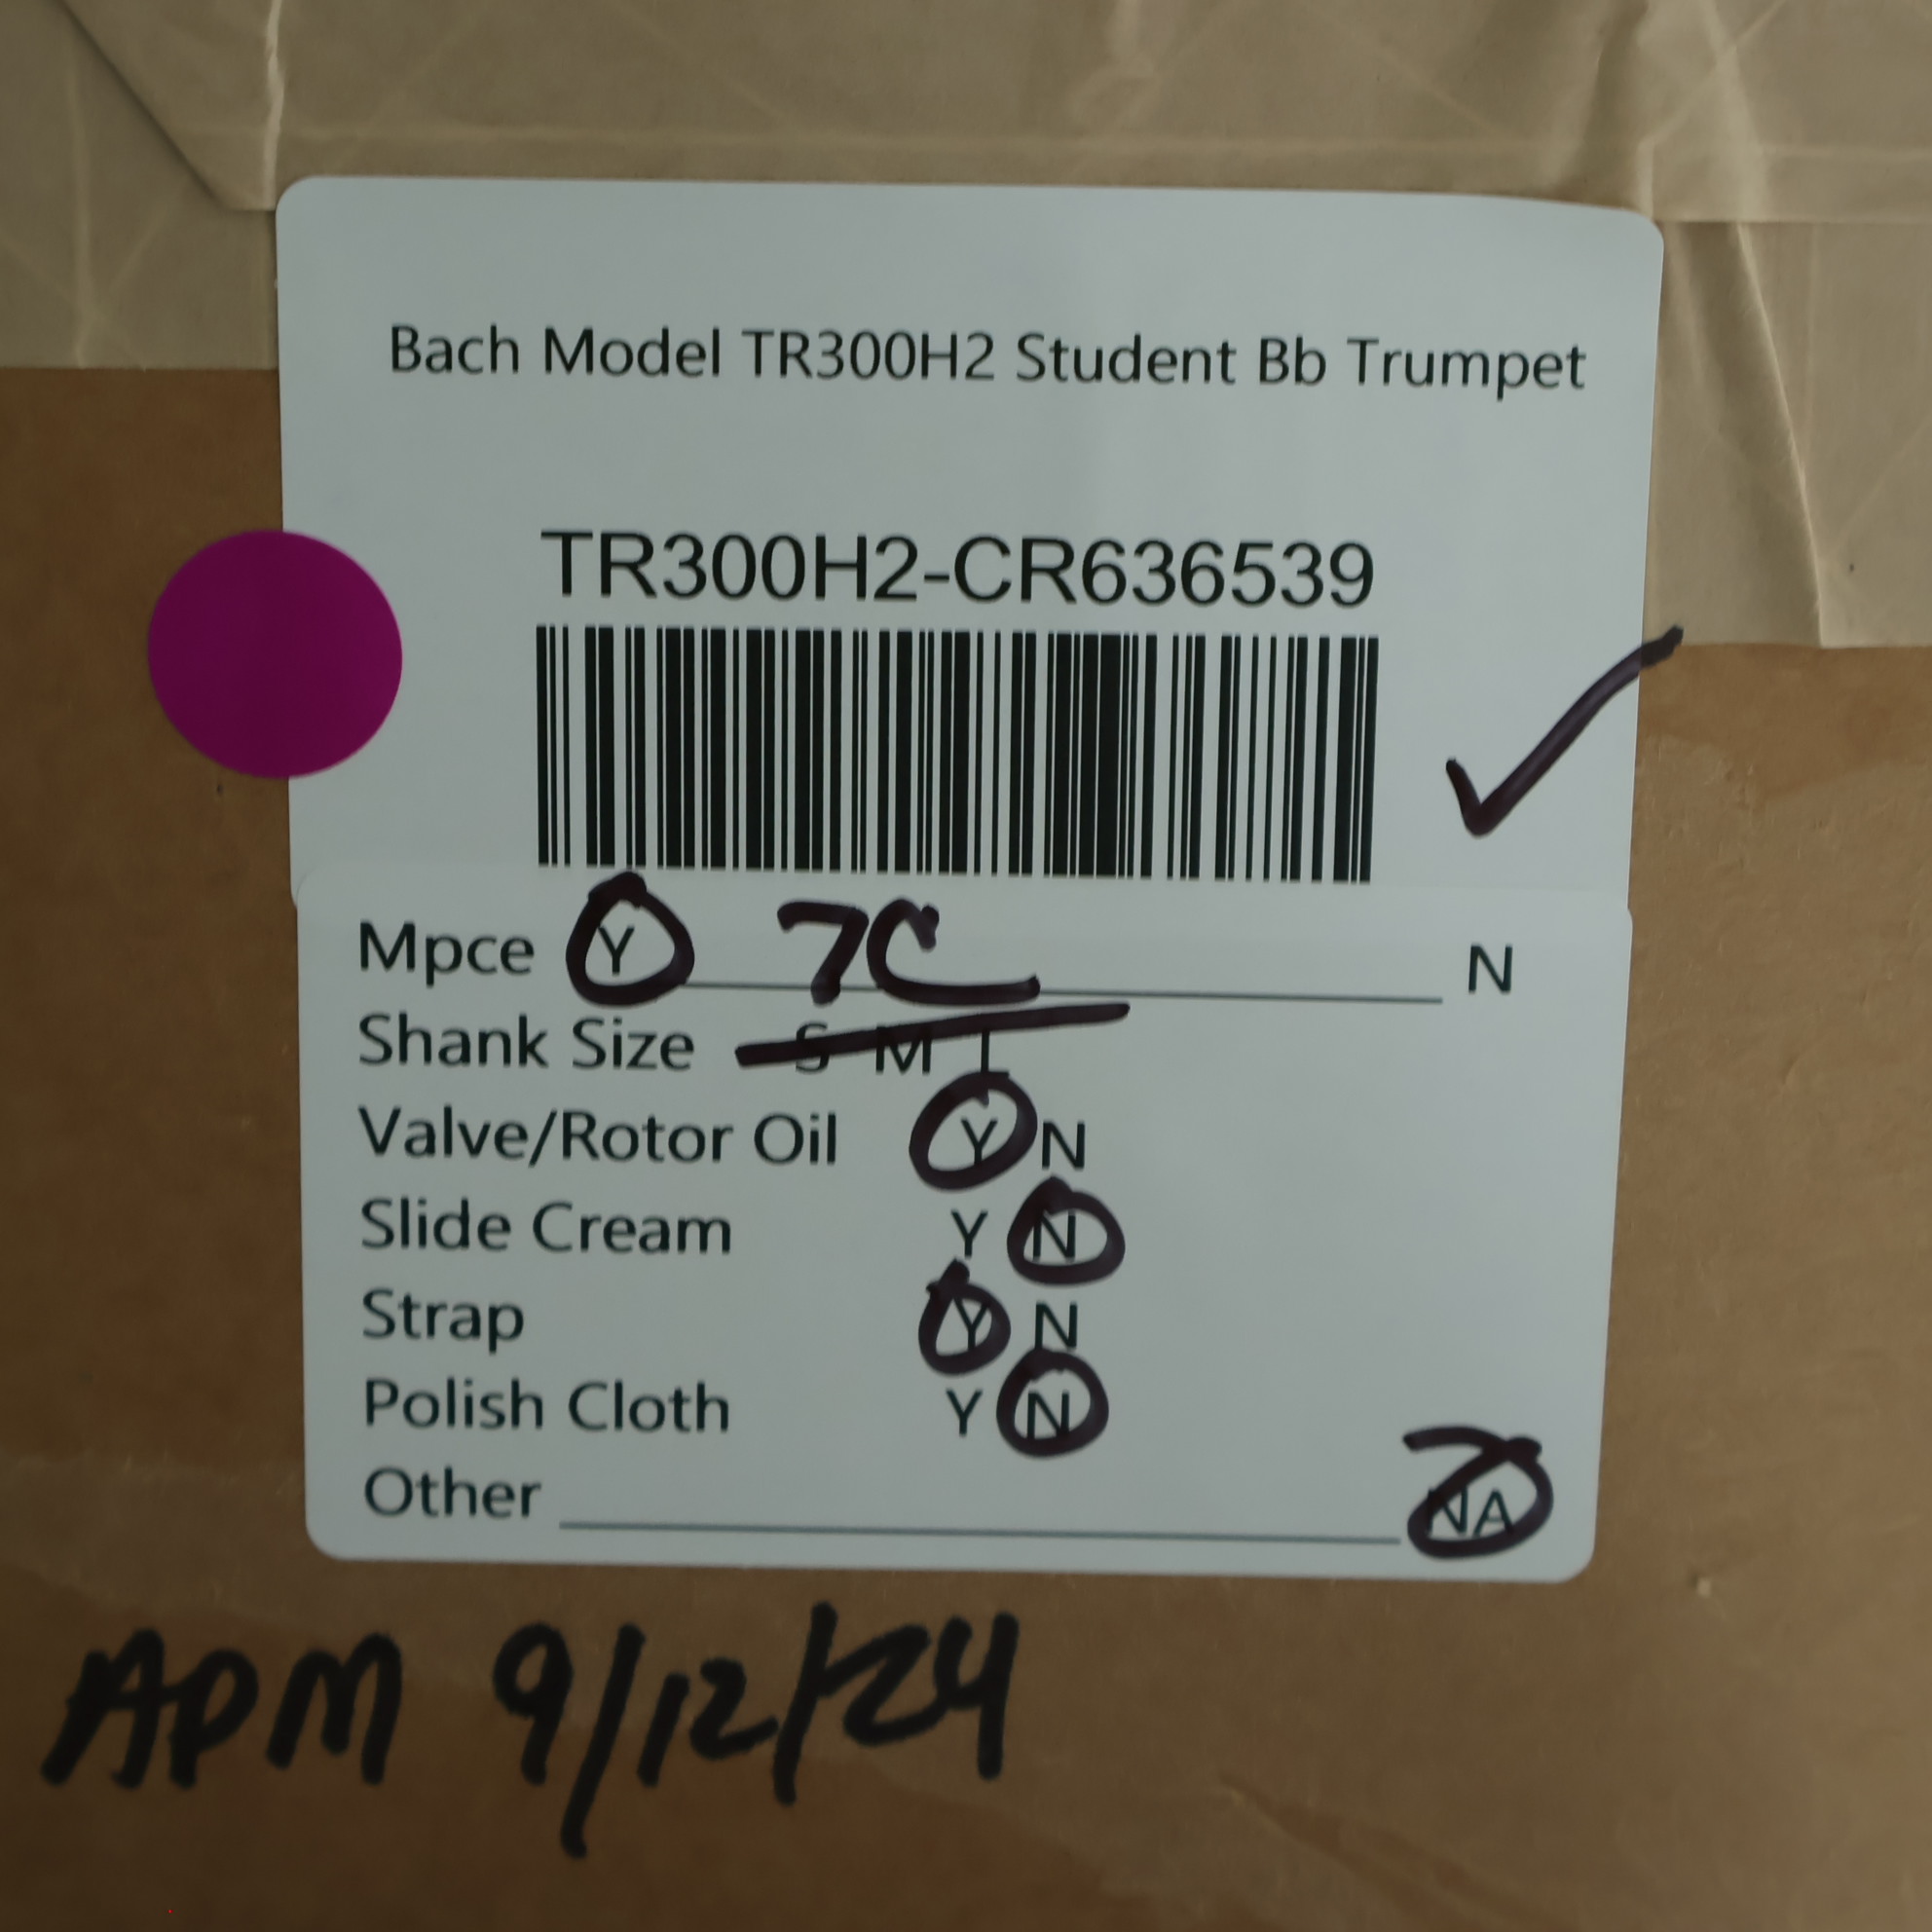 Bach Model TR300H2 Student Bb Trumpet
TR300H2-CR636539
Mpce Y 7C N
Shank Size S M L
Valve/Rotor Oil Y N
Slide Cream Y N
Strap Y N
Polish Cloth Y N
Other NA
APM 9/12/24